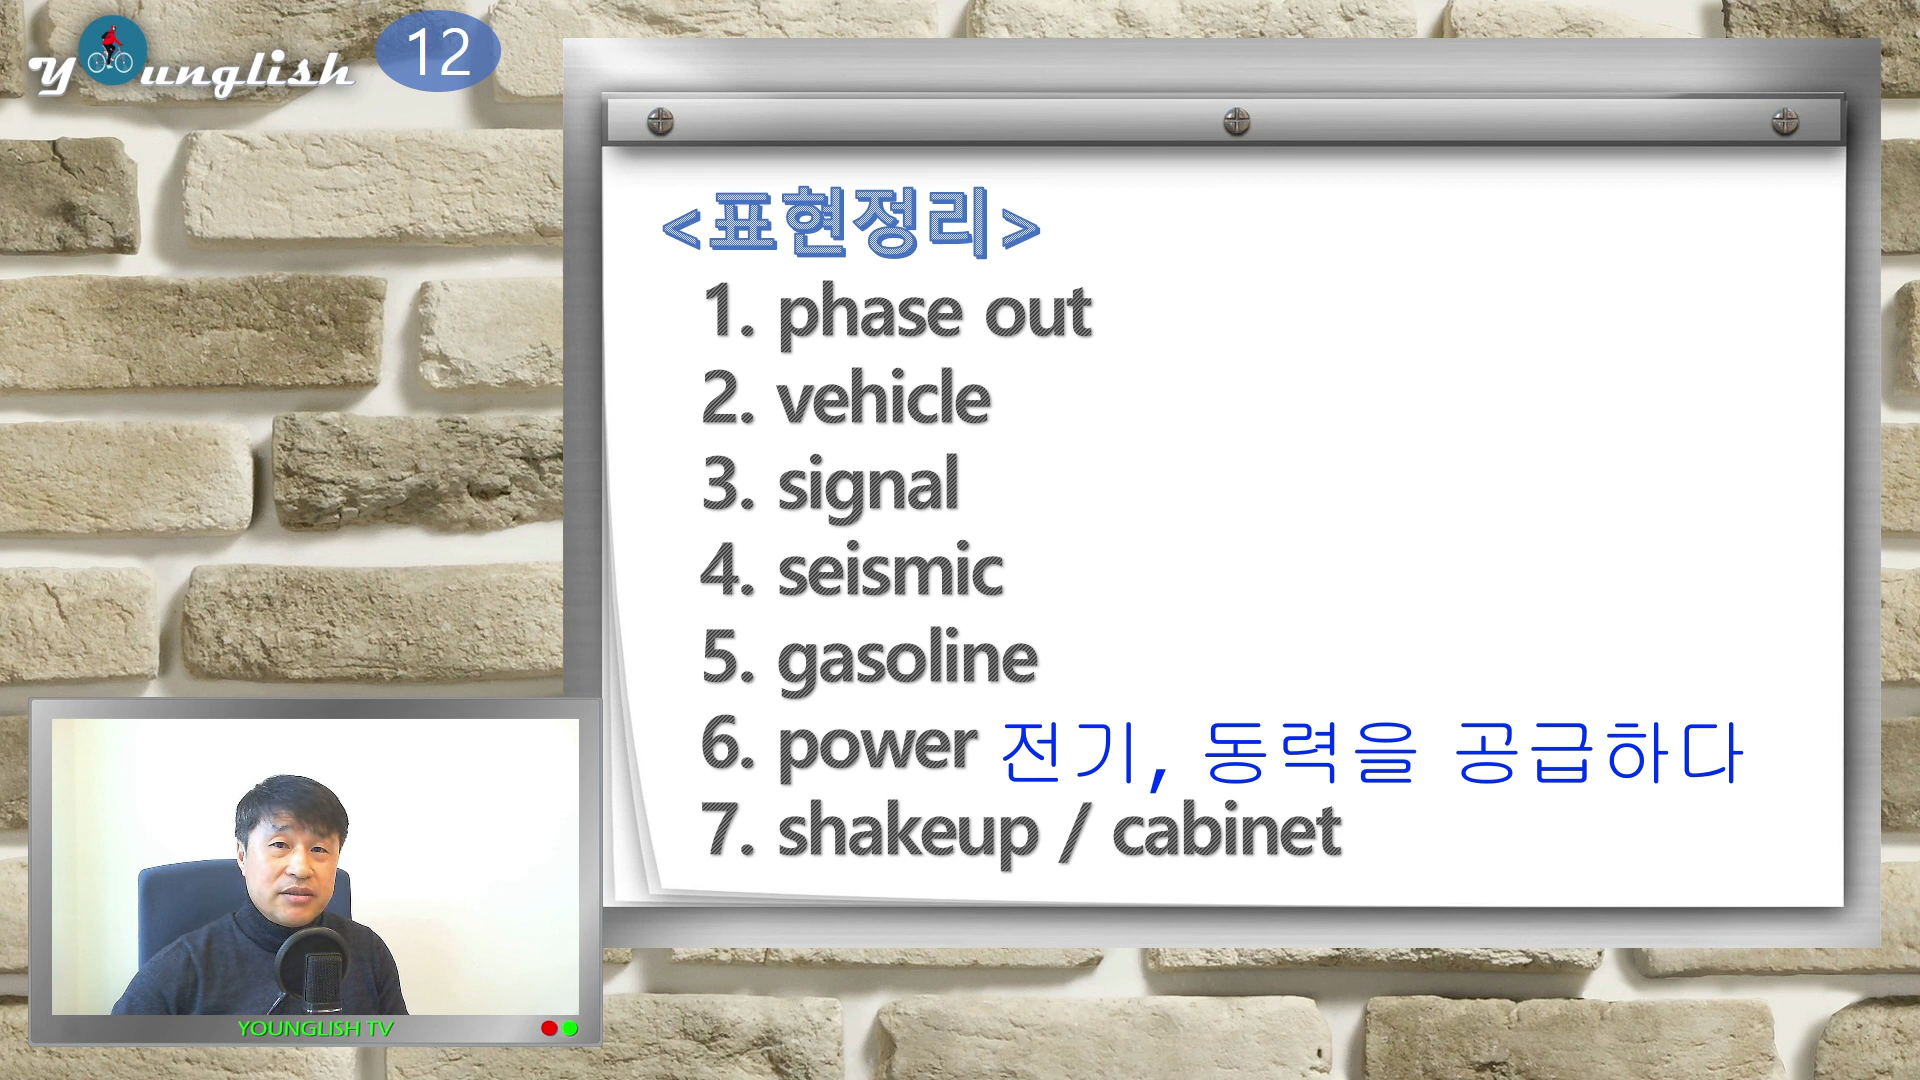 Younglish 12
<표현정리>
1. phase out
2. vehicle
3. signal
4. seismic
5. gasoline
6. power 전기, 동력을 공급하다
7. shakeup / cabinet
YOUNGLISH TV